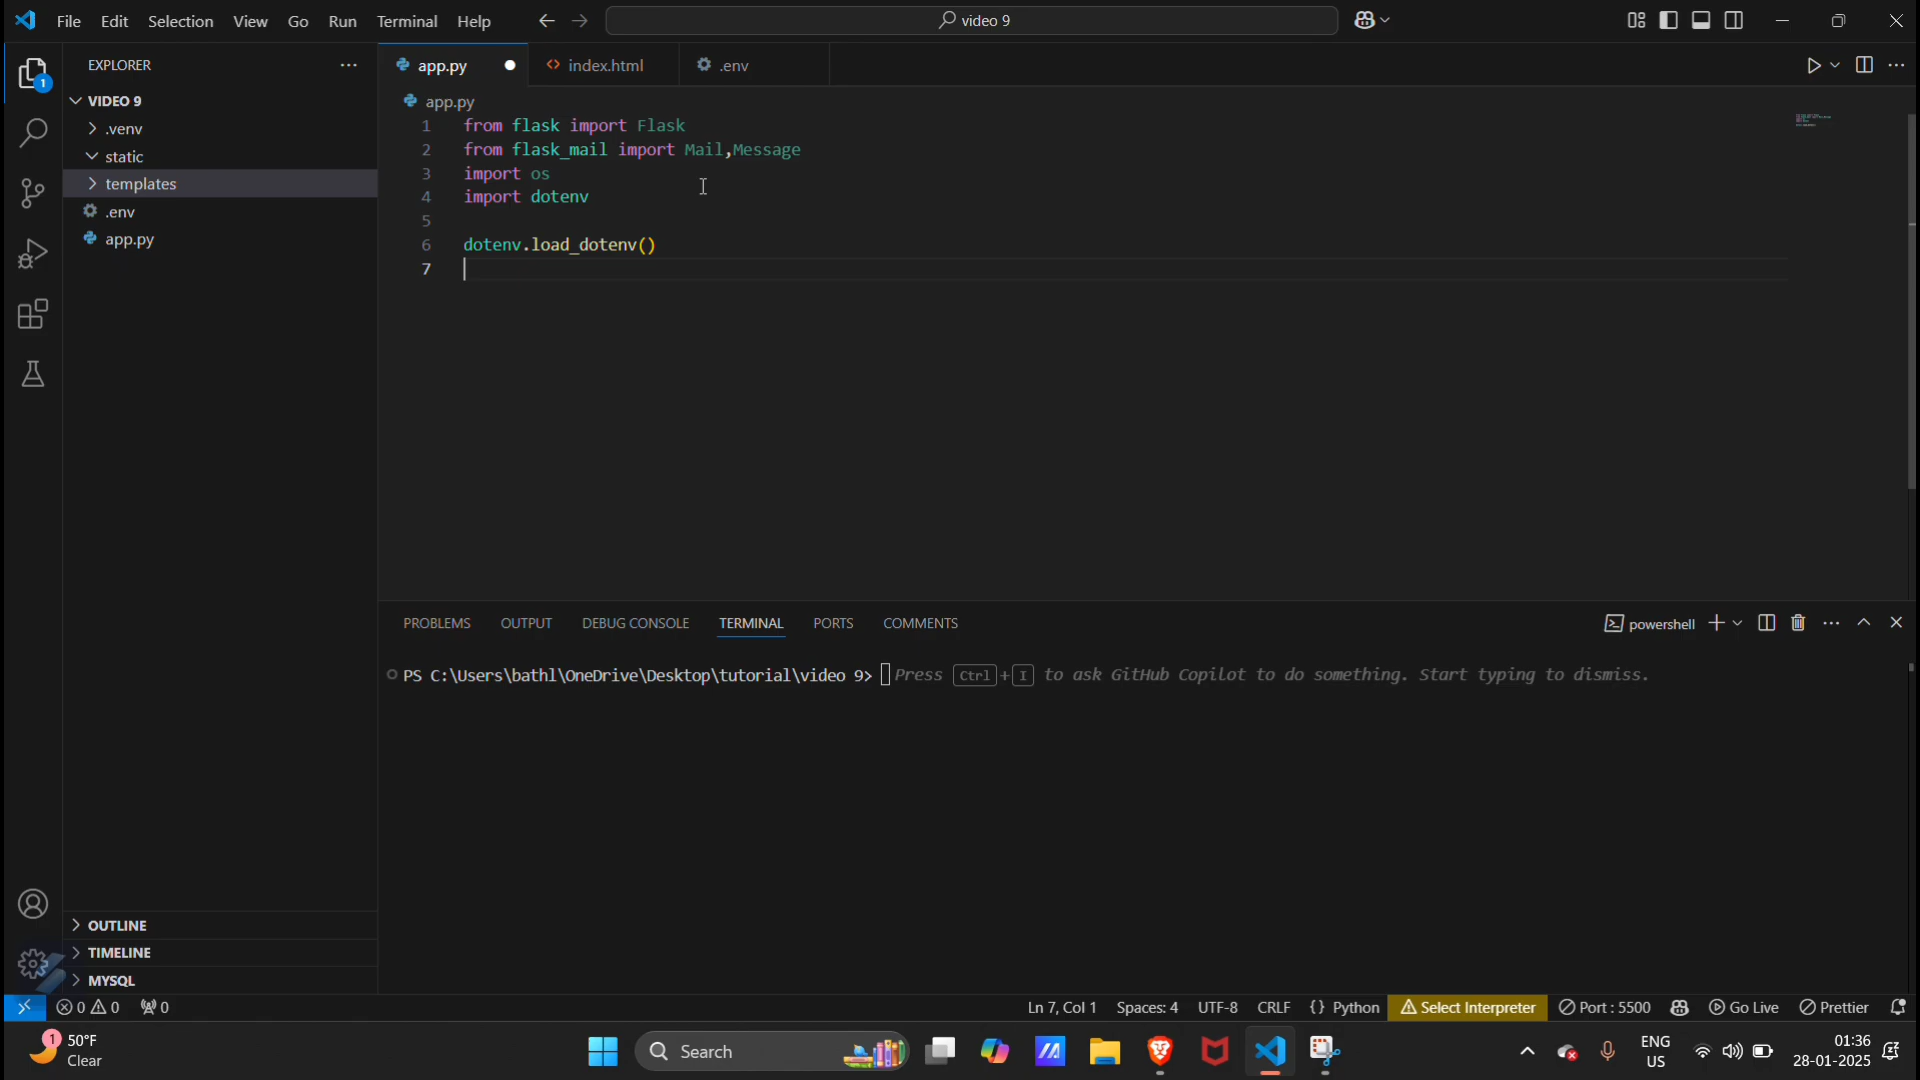 File Edit Selection View Go Run Terminal Help
video 9
EXPLORER
1
VIDEO 9
.venv
static
templates
.env
app.py
OUTLINE
TIMELINE
MYSQL
app.py index.html .env
app.py
1 from flask import Flask
2 from flask_mail import Mail,Message
3 import os
4 import dotenv
5
6 dotenv.load_dotenv()
7
PROBLEMS OUTPUT DEBUG CONSOLE TERMINAL PORTS COMMENTS
powershell
PS C:\Users\bathl\OneDrive\Desktop\tutorial\video 9> Press Ctrl + I to ask GitHub Copilot to do something. Start typing to dismiss.
0 0 0
Ln 7, Col 1 Spaces: 4 UTF-8 CRLF {} Python Select Interpreter Port : 5500 Go Live Prettier
1
50°F
Clear
Search
ENG
US
01:36
28-01-2025